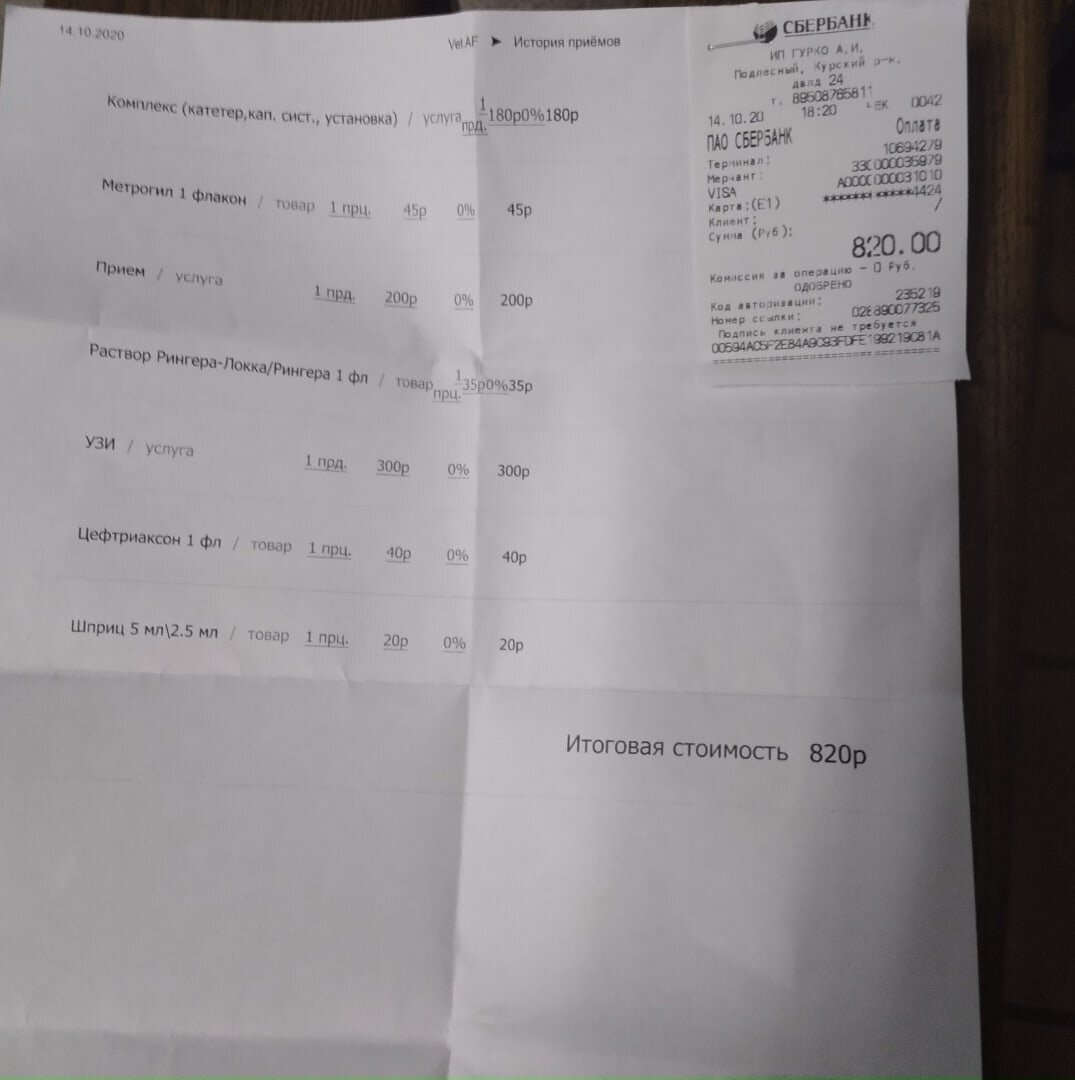 14.10.2020
VetAF ➤ История приёмов
Комплекс (катетер,кап. сист., установка) / услуга 1 прд. 180р 0% 180р
Метрогил 1 флакон / товар 1 прц. 45р 0% 45р
Прием / услуга 1 прд. 200р 0% 200р
Раствор Рингера-Локка/Рингера 1 фл / товар 1 прц. 35р 0% 35р
УЗИ / услуга 1 прд. 300р 0% 300р
Цефтриаксон 1 фл / товар 1 прц. 40р 0% 40р
Шприц 5 мл\2.5 мл / товар 1 прц. 20р 0% 20р
Итоговая стоимость 820р
СБЕРБАНК
ИП ГУРКО А.И.
Подлесный, Курский р-н.
двлд 24
т. 89508765811
14.10.20 18:20 ЧЕК 0042
ПАО СБЕРБАНК Оплата
Терминал: 10694279
Мерчант: 330000035979
VISA A0000000031010
Карта:(E1) ************4424
Клиент: /
Сумма (Руб):
820.00
Комиссия за операцию – 0 Руб.
ОДОБРЕНО
Код авторизации: 235219
Номер ссылки: 028890077325
Подпись клиента не требуется
00594AC5F2E84A9C93FDFE199219C81A
==============================